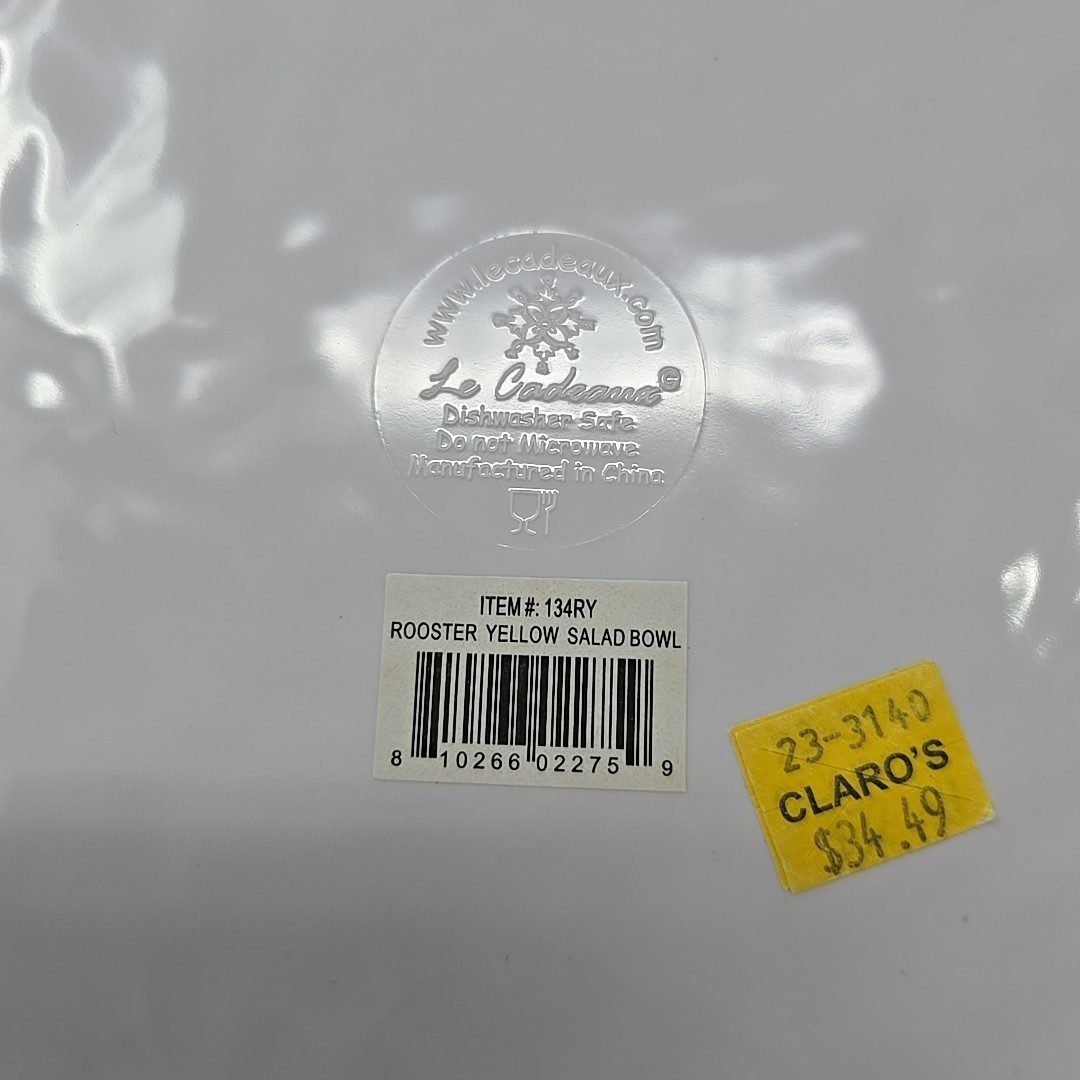 www.lecadeaux.com
Le Cadeaux©
Dishwasher Safe
Do not Microwave
Manufactured in China
ITEM #: 134RY
ROOSTER YELLOW SALAD BOWL
8 10266 02275 9
23-3140
CLARO'S
$34.49